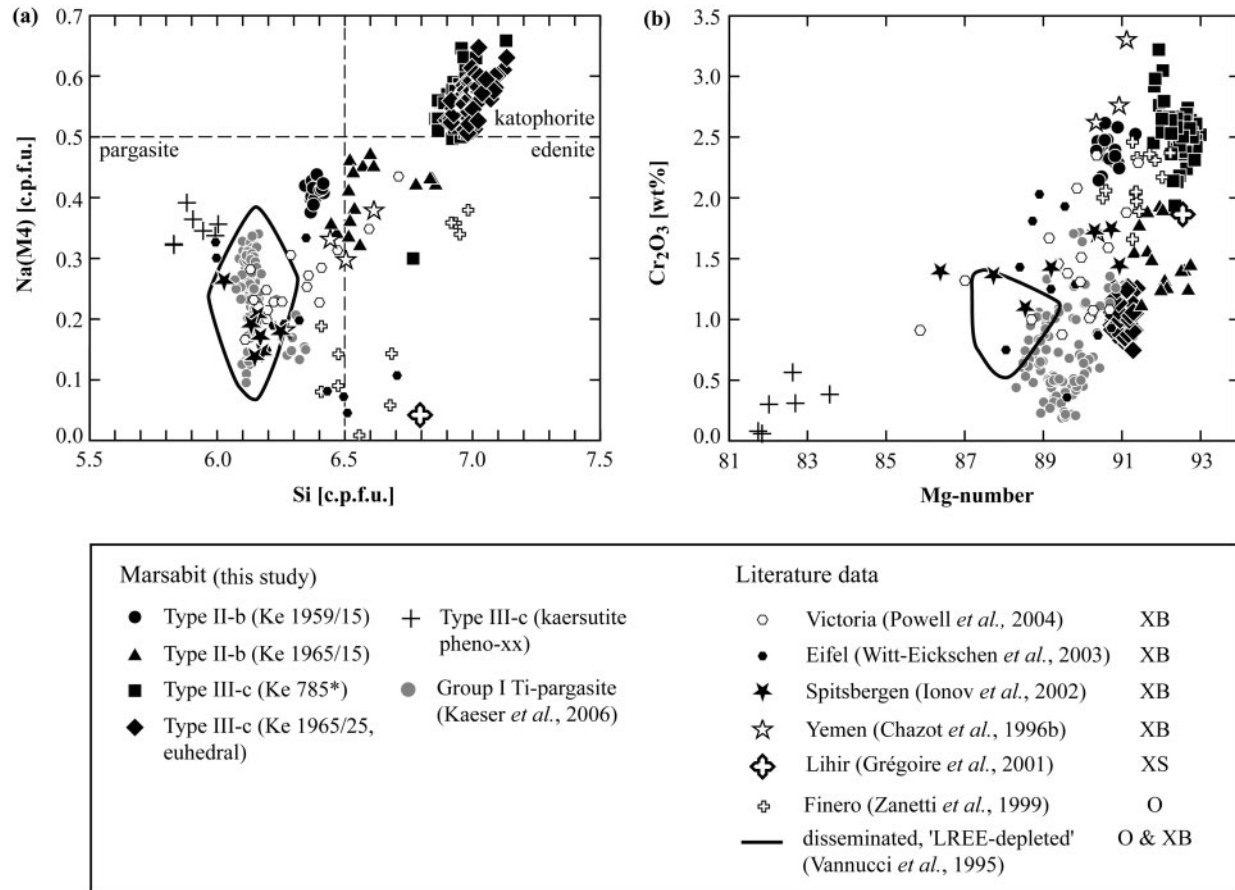 (a)
0.7
0.6
0.5
0.4
0.3
0.2
0.1
0.0
Na(M4) [c.p.f.u.]
katophorite
pargasite
edenite
5.5 6.0 6.5 7.0 7.5
Si [c.p.f.u.]
(b)
3.5
3.0
2.5
2.0
1.5
1.0
0.5
0.0
Cr₂O₃ [wt%]
81 83 85 87 89 91 93
Mg-number
Marsabit (this study)
Type II-b (Ke 1959/15)
Type II-b (Ke 1965/15)
Type III-c (Ke 785*)
Type III-c (Ke 1965/25,
euhedral)
Type III-c (kaersutite
pheno-xx)
Group I Ti-pargasite
(Kaeser et al., 2006)
Literature data
Victoria (Powell et al., 2004) XB
Eifel (Witt-Eickschen et al., 2003) XB
Spitsbergen (Ionov et al., 2002) XB
Yemen (Chazot et al., 1996b) XB
Lihir (Grégoire et al., 2001) XS
Finero (Zanetti et al., 1999) O
disseminated, 'LREE-depleted' O & XB
(Vannucci et al., 1995)